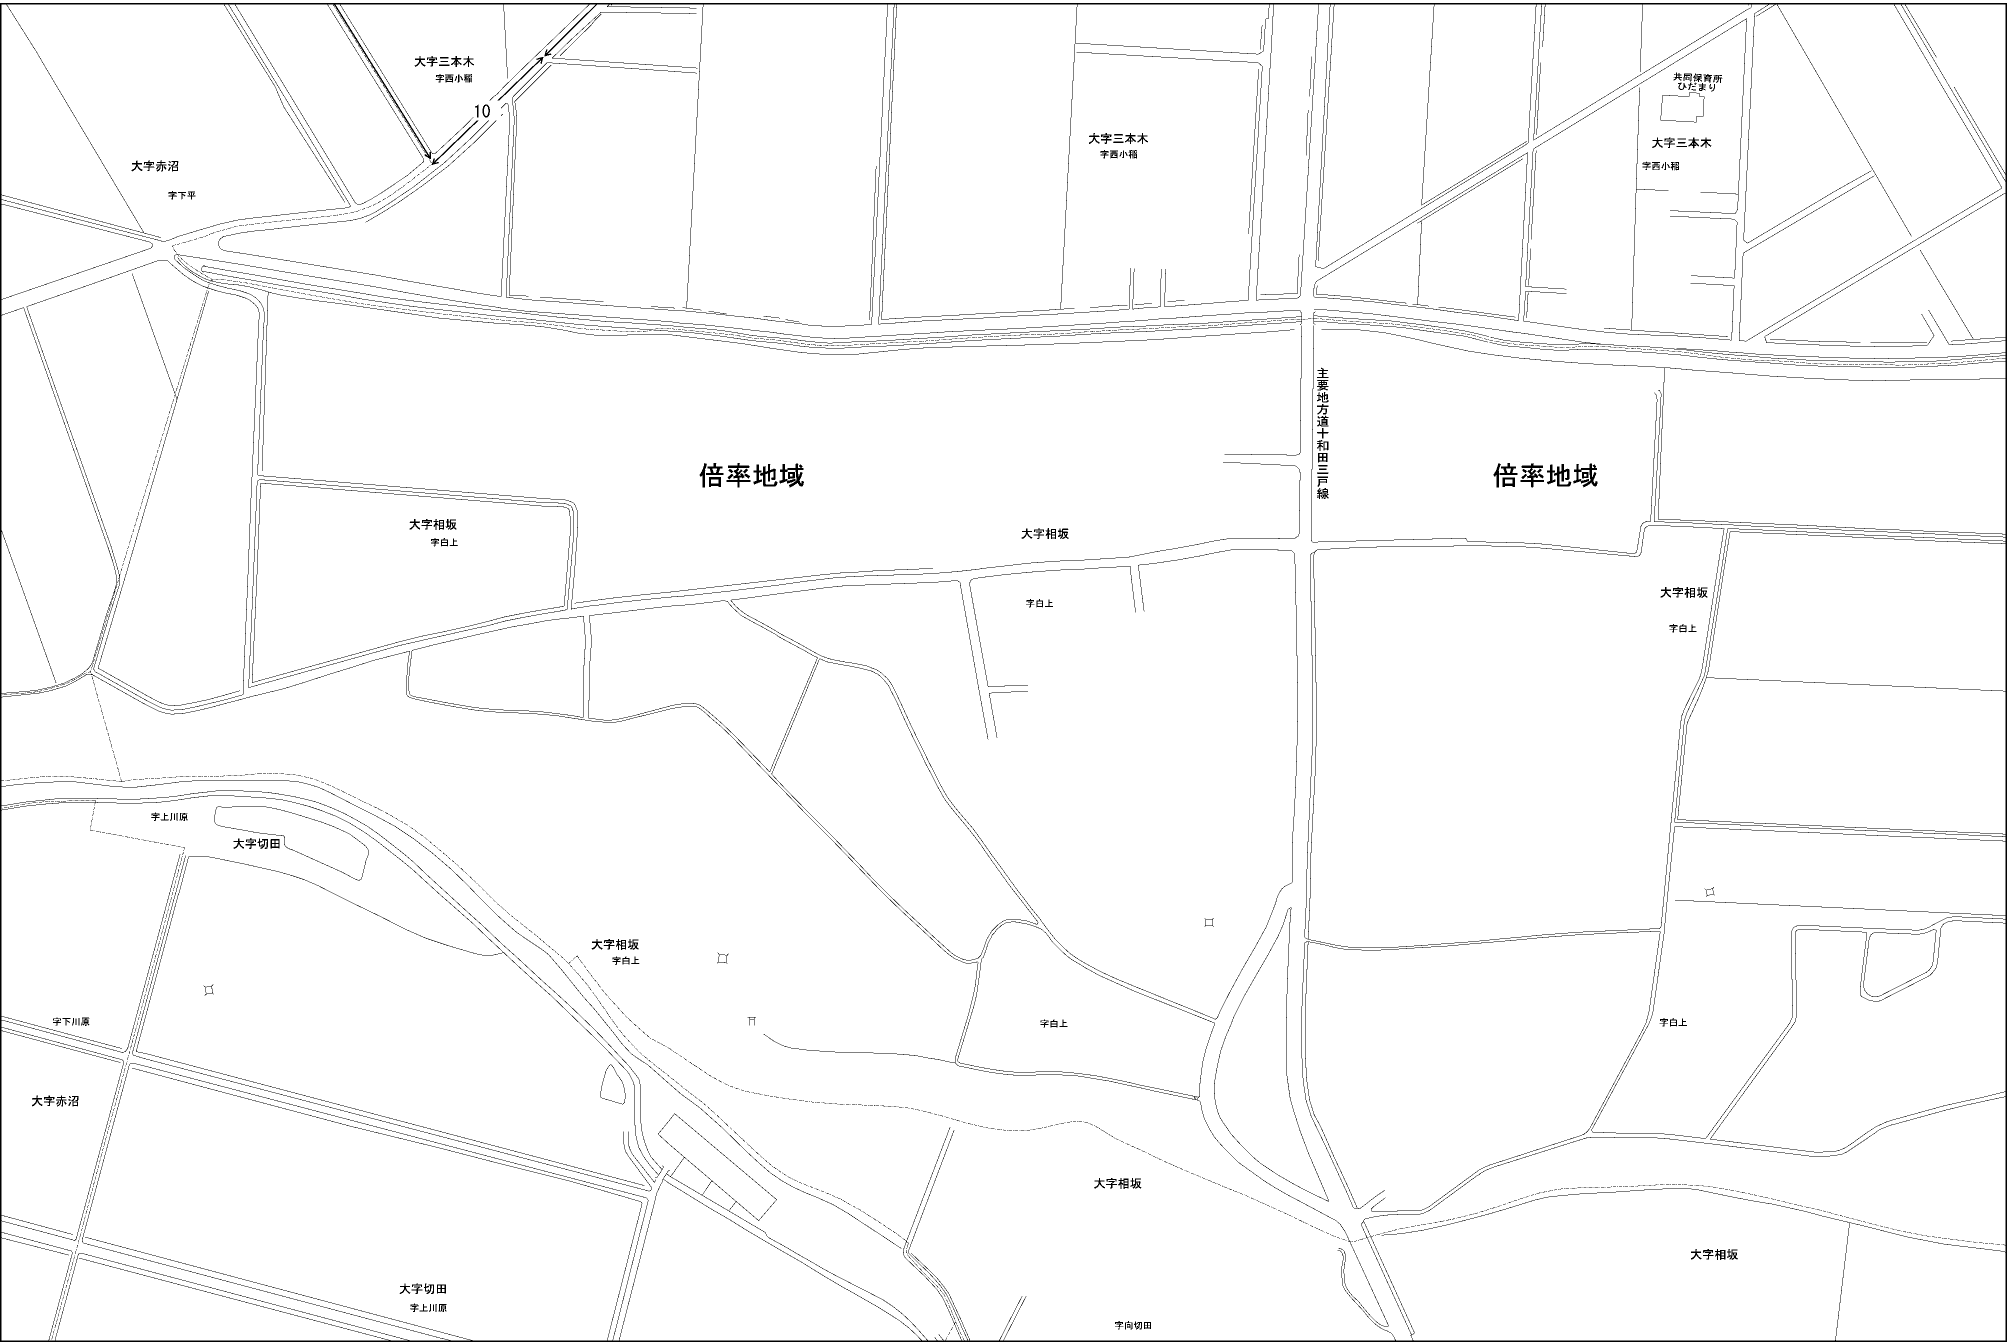 大字三本木
字西小稲
共同保育所
ひだまり
10
大字三本木
字西小稲
大字三本木
字西小稲
大字赤沼
字下平
主要地方道十和田三戸線
倍率地域
倍率地域
大字相坂
字白上
大字相坂
大字相坂
字白上
字白上
字上川原
大字切田
大字相坂
字白上
字下川原
字白上
字白上
大字赤沼
大字相坂
大字相坂
大字切田
字上川原
字向切田